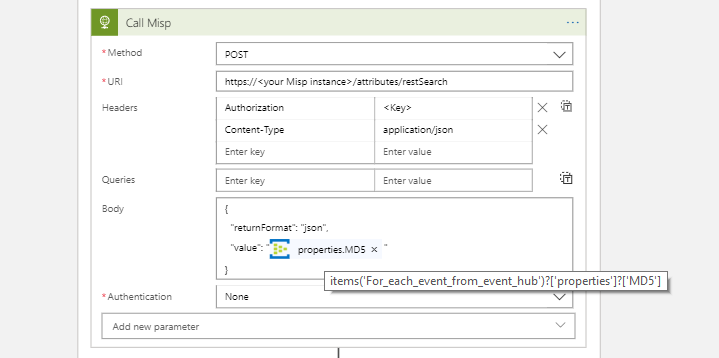 Call Misp
* Method
POST
* URI
https://<your Misp instance>/attributes/restSearch
Headers
Authorization
<Key>
Content-Type
application/json
Enter key
Enter value
Queries
Enter key
Enter value
Body
{
"returnFormat": "json",
"value": " properties.MD5 × "
}
items('For_each_event_from_event_hub')?['properties']?['MD5']
* Authentication
None
Add new parameter